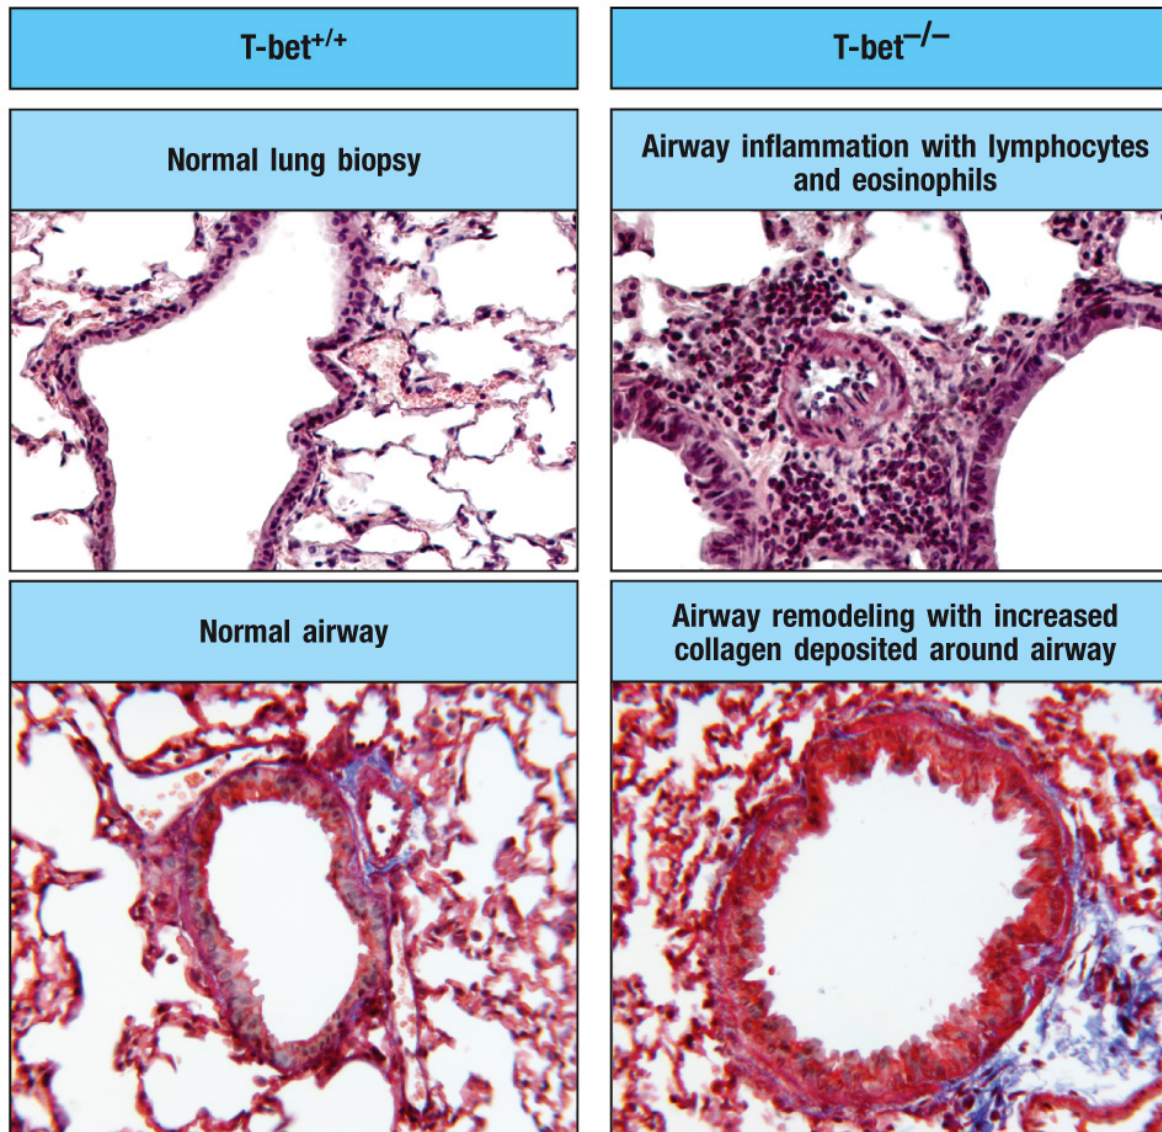 T-bet+/+
T-bet−/−
Normal lung biopsy
Airway inflammation with lymphocytes
and eosinophils
Normal airway
Airway remodeling with increased
collagen deposited around airway